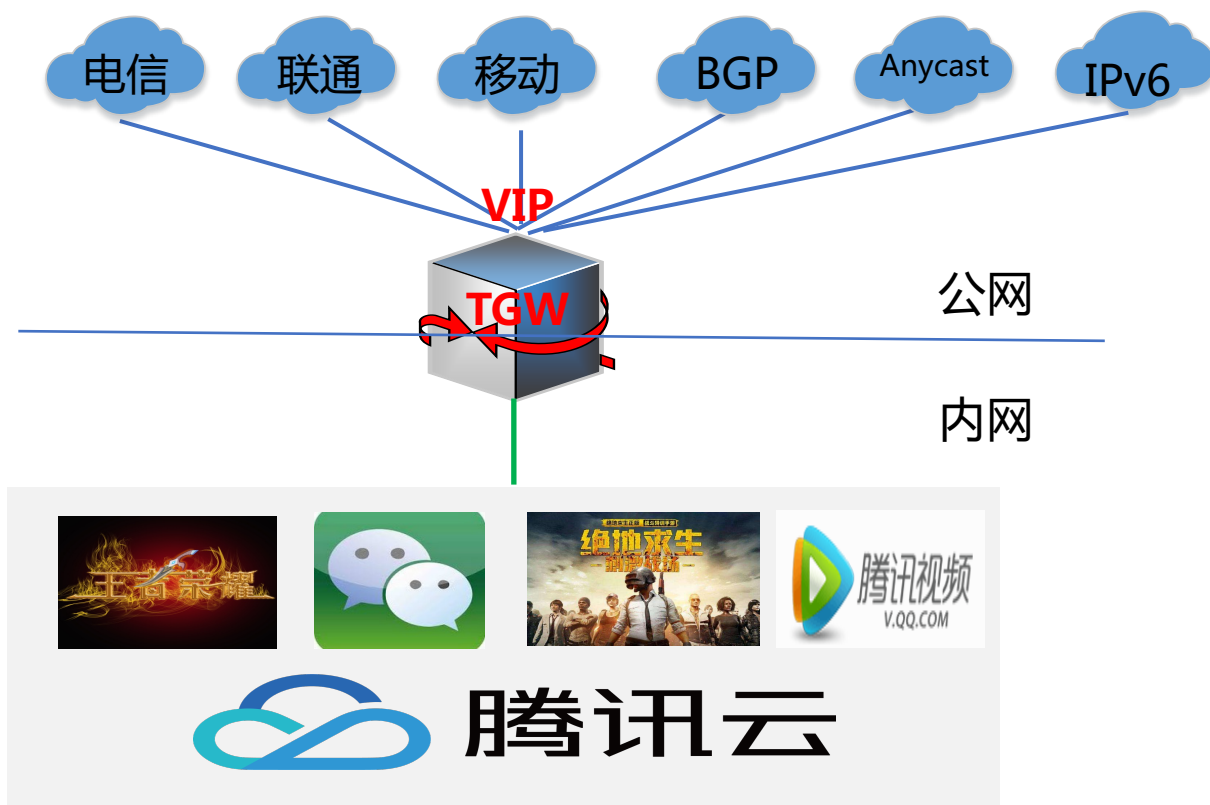 电信
联通
移动
BGP
Anycast
IPv6
VIP
TGW
公网
内网
王者荣耀
绝地求生
刺激战场
腾讯视频
V.QQ.COM
腾讯云